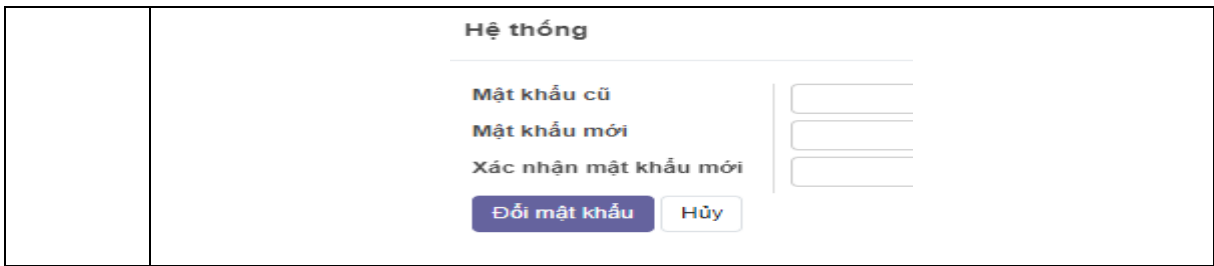 Hệ thống
Mật khẩu cũ
Mật khẩu mới
Xác nhận mật khẩu mới
Đổi mật khẩu Hủy